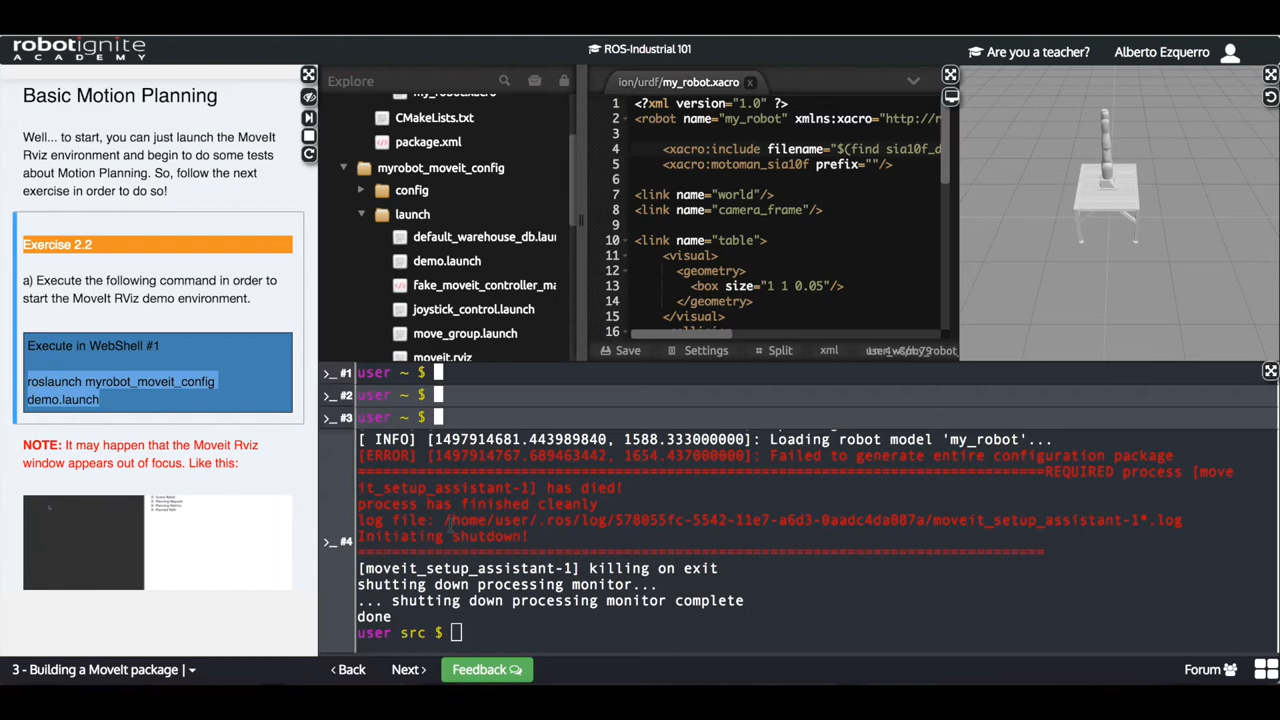 robotignite
ACADEMY
ROS-Industrial 101
Are you a teacher?
Alberto Ezquerro
Basic Motion Planning
Well... to start, you can just launch the MoveIt
Rviz environment and begin to do some tests
about Motion Planning. So, follow the next
exercise in order to do so!
Exercise 2.2
a) Execute the following command in order to
start the MoveIt RViz demo environment.
Execute in WebShell #1
roslaunch myrobot_moveit_config
demo.launch
NOTE: It may happen that the Moveit Rviz
window appears out of focus. Like this:
Explore
CMakeLists.txt
package.xml
myrobot_moveit_config
config
launch
default_warehouse_db.laun
demo.launch
fake_moveit_controller_ma
joystick_control.launch
move_group.launch
moveit.rviz
ion/urdf/my_robot.xacro x
1 <?xml version="1.0" ?>
2 <robot name="my_robot" xmlns:xacro="http://r
3
4 <xacro:include filename="$(find sia10f_d
5 <xacro:motoman_sia10f prefix=""/>
6
7 <link name="world"/>
8 <link name="camera_frame"/>
9
10 <link name="table">
11 <visual>
12 <geometry>
13 <box size="1 1 0.05"/>
14 </geometry>
15 </visual>
16
Save Settings Split xml
>_ #1 user ~ $
>_ #2 user ~ $
>_ #3 user ~ $
[ INFO] [1497914681.443989840, 1588.333000000]: Loading robot model 'my_robot'...
[ERROR] [1497914767.689463442, 1654.437000000]: Failed to generate entire configuration package
================================================================================REQUIRED process [move
it_setup_assistant-1] has died!
process has finished cleanly
log file: /home/user/.ros/log/578055fc-5542-11e7-a6d3-0aadc4da087a/moveit_setup_assistant-1*.log
Initiating shutdown!
================================================================================
[moveit_setup_assistant-1] killing on exit
shutting down processing monitor...
... shutting down processing monitor complete
done
user src $
>_ #4
3 - Building a MoveIt package |
Back
Next
Feedback
Forum